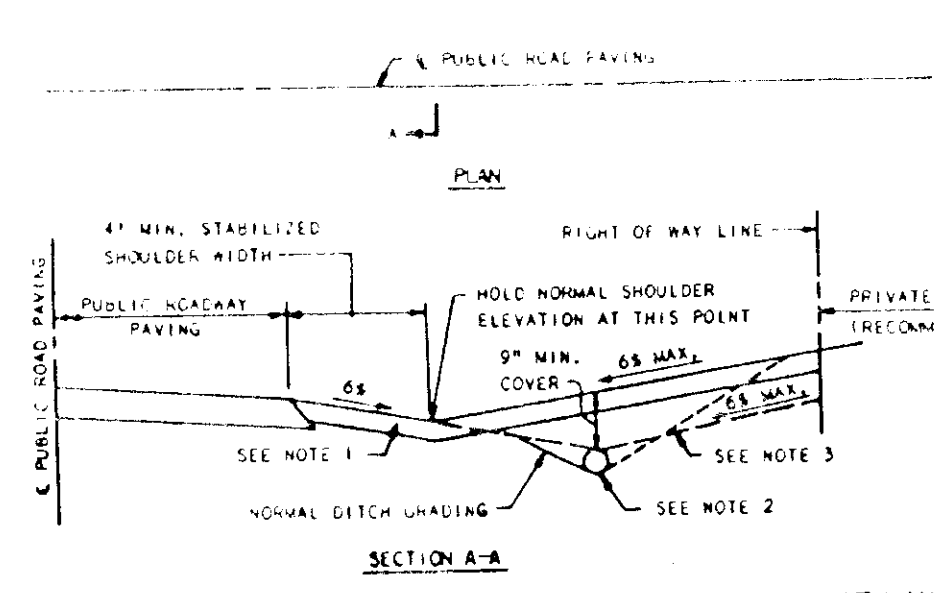 ℄ PUBLIC ROAD PAVING
A
PLAN
4' MIN. STABILIZED
SHOULDER WIDTH
RIGHT OF WAY LINE
℄ PUBLIC ROAD PAVING
PUBLIC ROADWAY
PAVING
HOLD NORMAL SHOULDER
ELEVATION AT THIS POINT
PRIVATE
(RECOMM
9" MIN.
COVER
6% MAX.
6%
6% MAX.
SEE NOTE 1
SEE NOTE 3
NORMAL DITCH GRADING
SEE NOTE 2
SECTION A-A